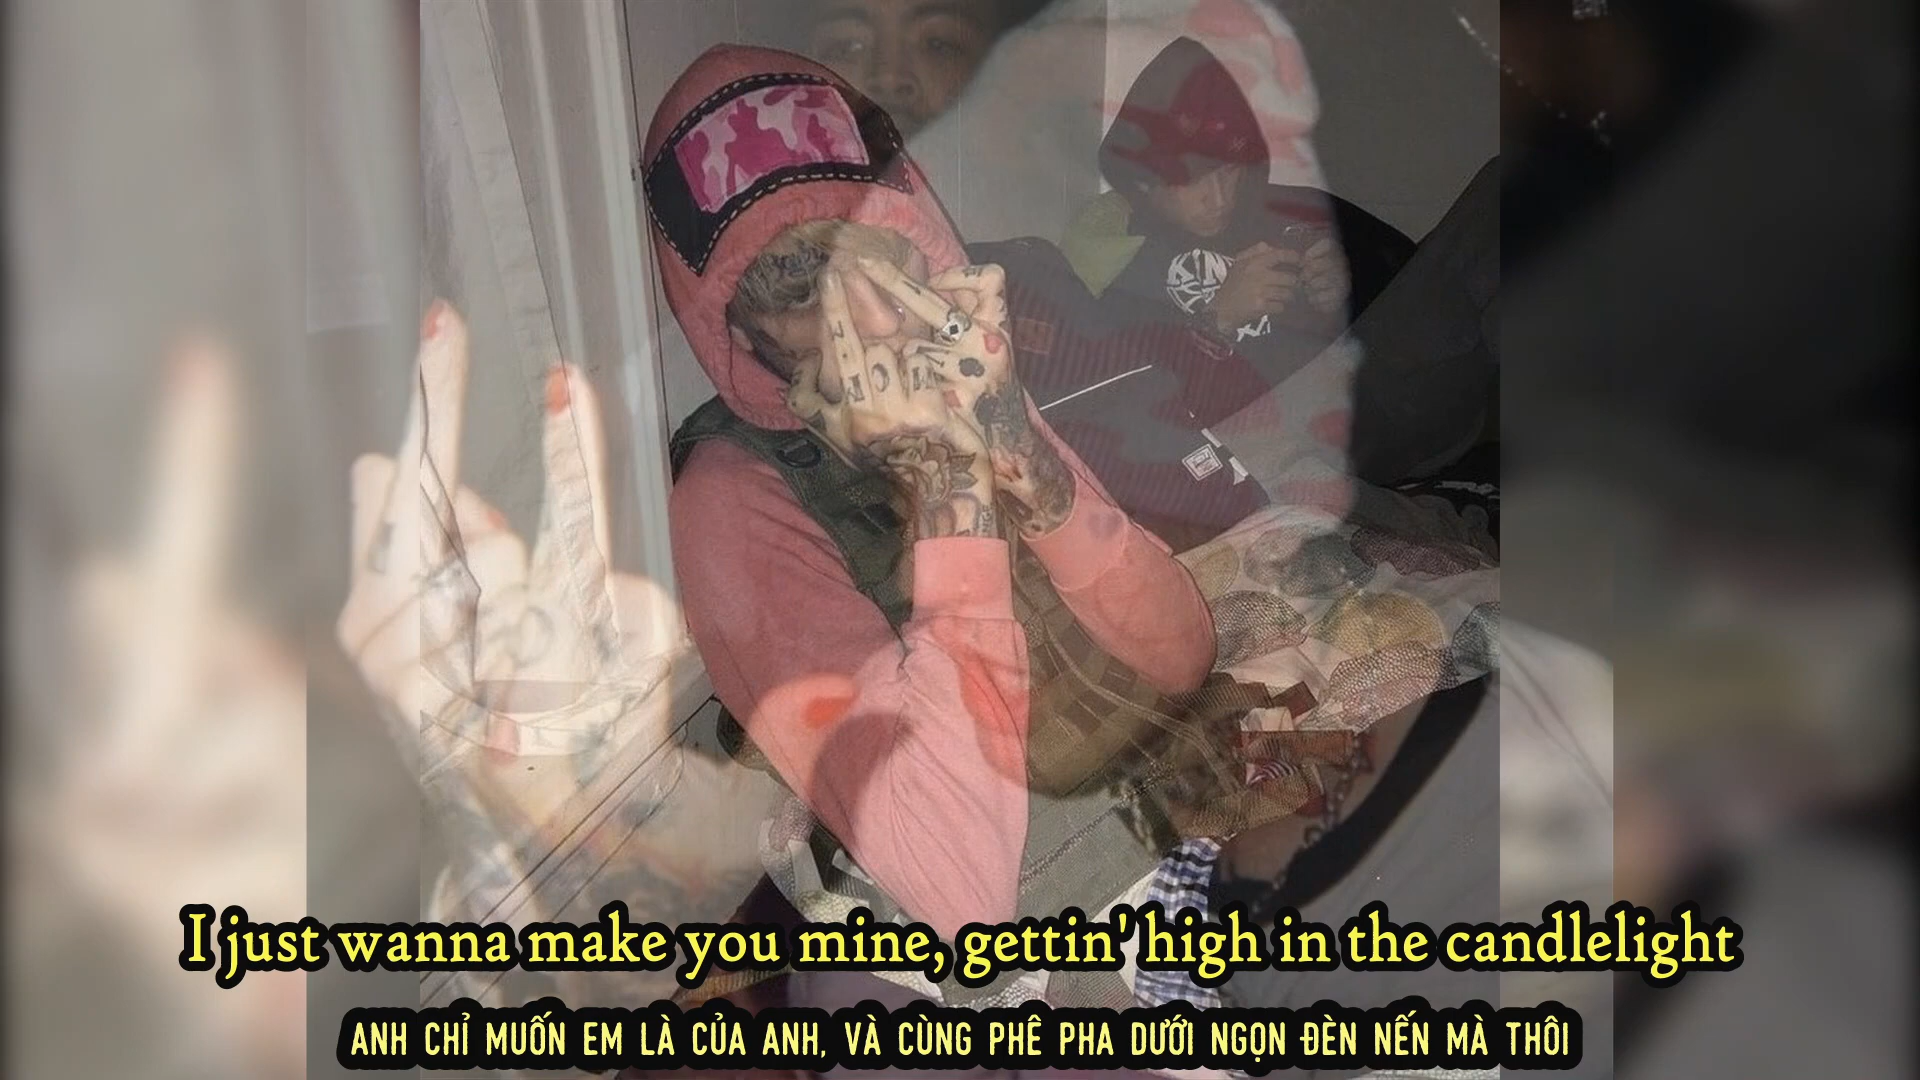 KIN
I just wanna make you mine, gettin' high in the candlelight
ANH CHỈ MUỐN EM LÀ CỦA ANH, VÀ CÙNG PHÊ PHA DƯỚI NGỌN ĐÈN NẾN MÀ THÔI